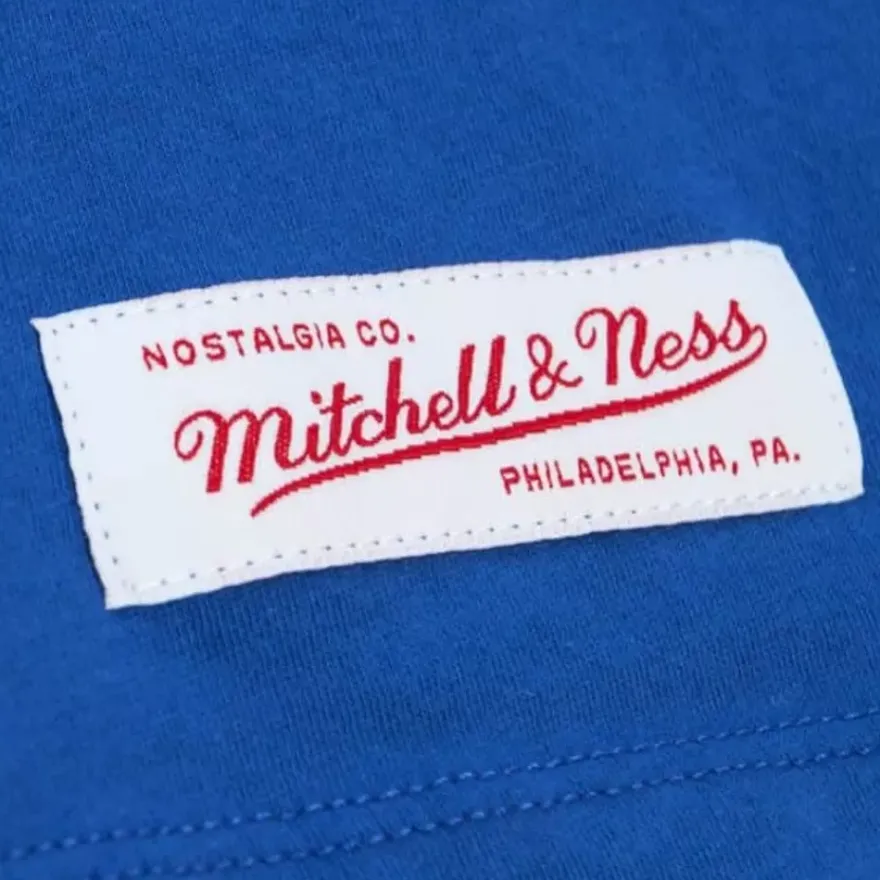 NOSTALGIA CO.
Mitchell & Ness
PHILADELPHIA, PA.